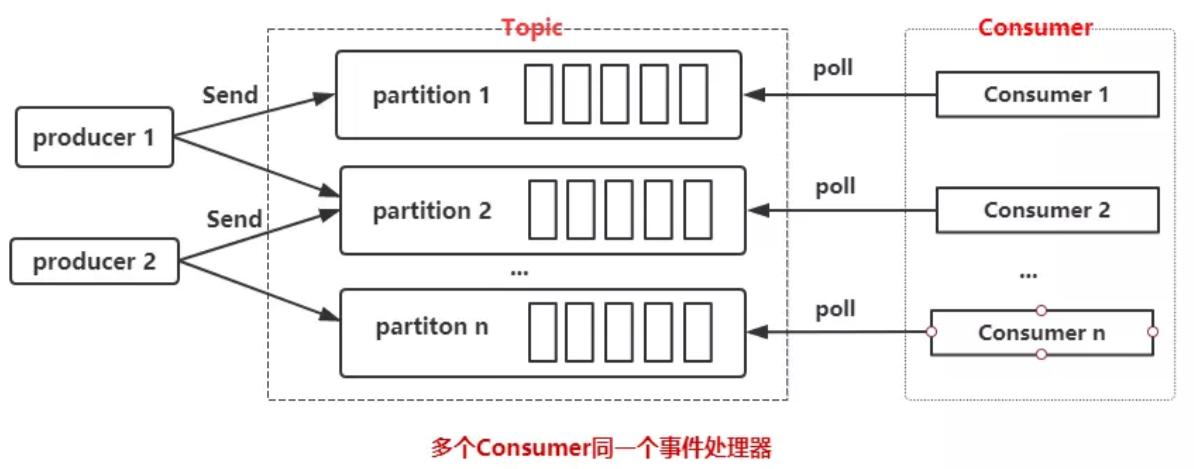 Topic
Consumer
Send
partition 1
poll
Consumer 1
producer 1
partition 2
poll
Consumer 2
Send
producer 2
...
...
partiton n
poll
Consumer n
多个Consumer同一个事件处理器